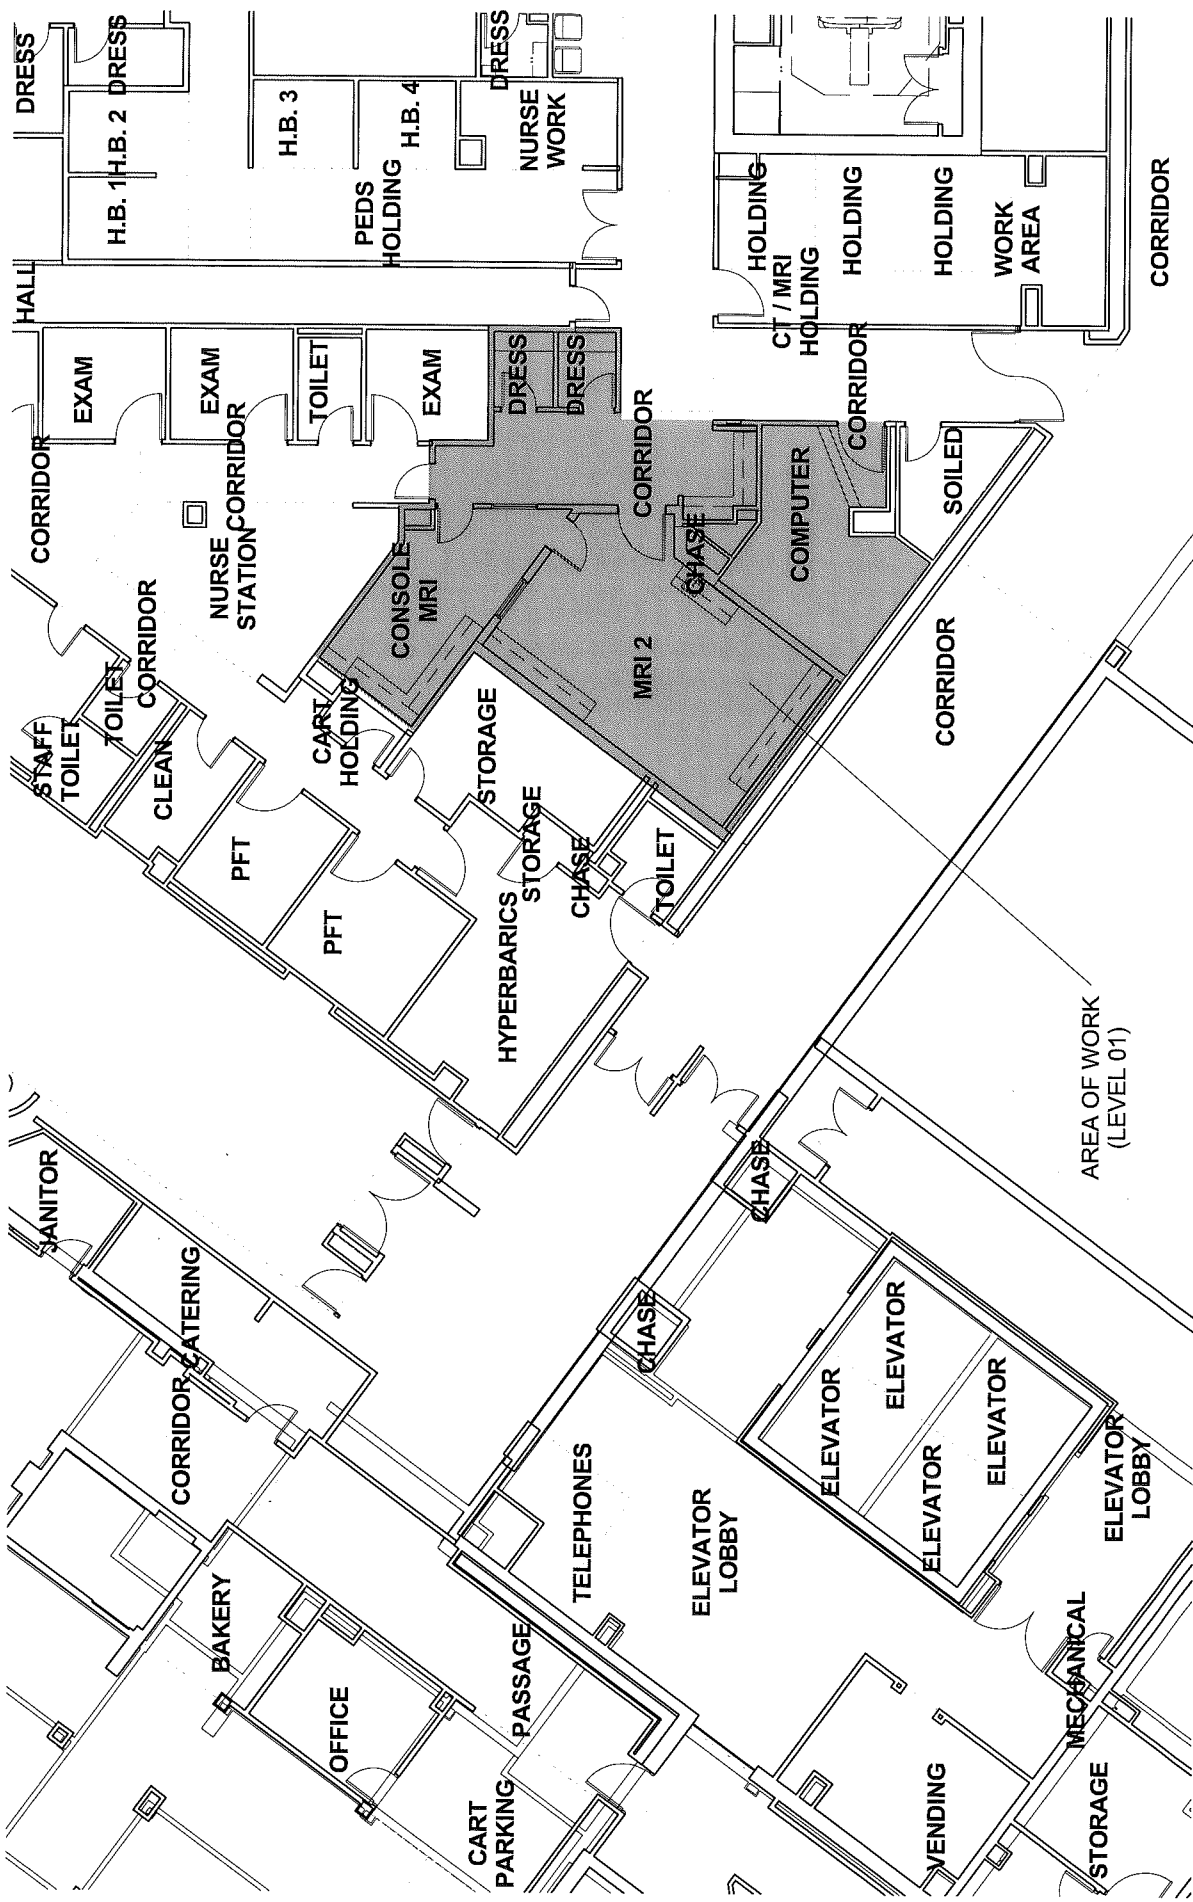 DRESS
DRESS
DRESS
H.B. 1
H.B. 2
H.B. 3
H.B. 4
NURSE
WORK
PEDS
HOLDING
HALL
EXAM
EXAM
TOILET
EXAM
DRESS
DRESS
HOLDING
HOLDING
HOLDING
WORK
AREA
CT / MRI
HOLDING
CORRIDOR
CORRIDOR
CORRIDOR
CORRIDOR
CORRIDOR
NURSE
STATION
CORRIDOR
CONSOLE
MRI
CHASE
COMPUTER
SOILED
MRI 2
CORRIDOR
STAFF
TOILET
TOILET
CLEAN
CART
HOLDING
STORAGE
STORAGE
CHASE
TOILET
PFT
PFT
HYPERBARICS
AREA OF WORK
(LEVEL 01)
JANITOR
CATERING
CORRIDOR
CHASE
CHASE
ELEVATOR
ELEVATOR
ELEVATOR
ELEVATOR
ELEVATOR
LOBBY
TELEPHONES
ELEVATOR
LOBBY
BAKERY
OFFICE
PASSAGE
CART
PARKING
VENDING
MECHANICAL
STORAGE